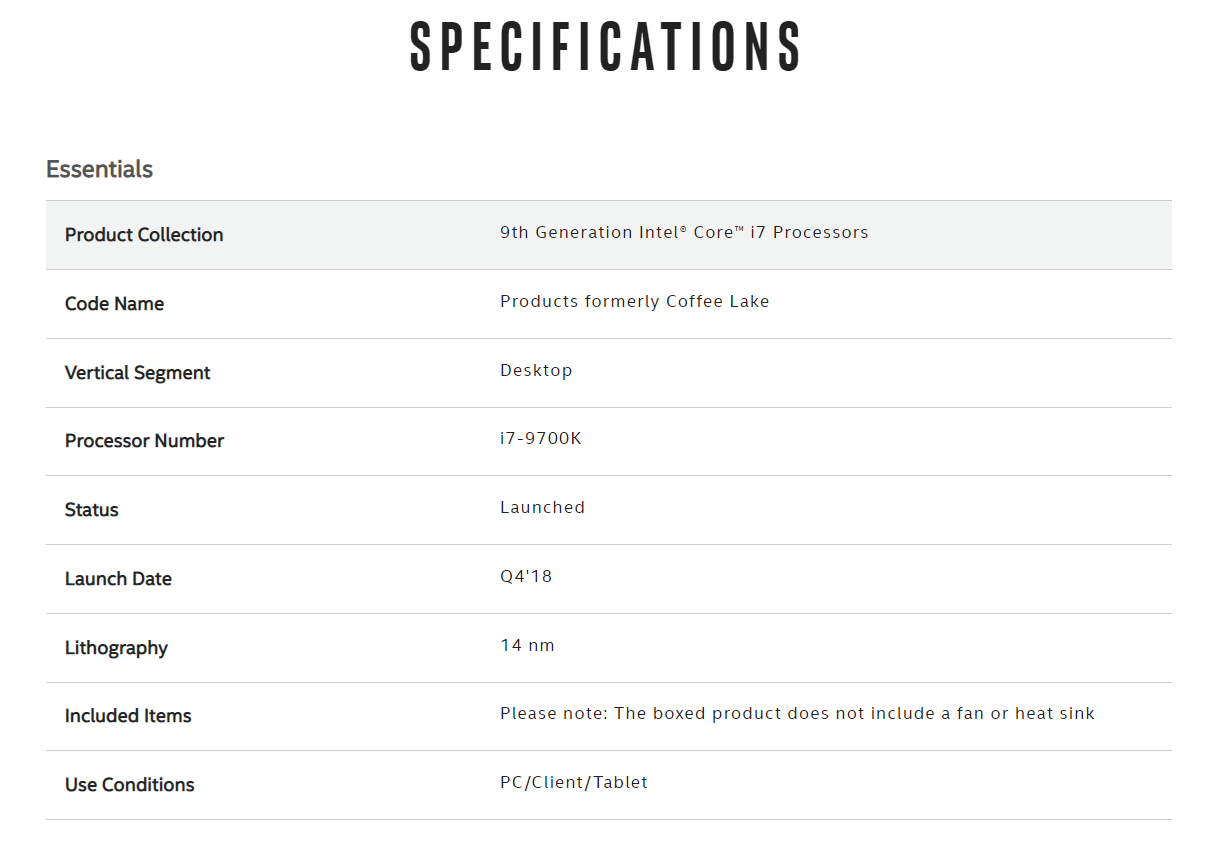 SPECIFICATIONS
Essentials
Product Collection 9th Generation Intel® Core™ i7 Processors
Code Name Products formerly Coffee Lake
Vertical Segment Desktop
Processor Number i7-9700K
Status Launched
Launch Date Q4'18
Lithography 14 nm
Included Items Please note: The boxed product does not include a fan or heat sink
Use Conditions PC/Client/Tablet